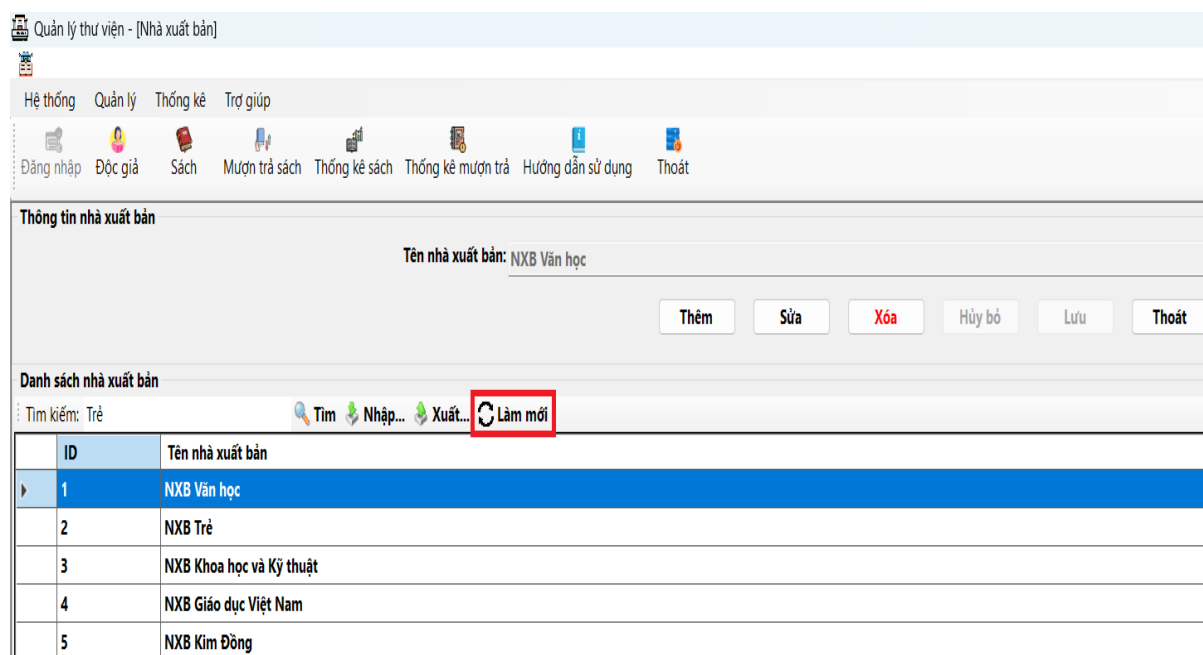 Quản lý thư viện - [Nhà xuất bản]
Hệ thống Quản lý Thống kê Trợ giúp
Đăng nhập Độc giả Sách Mượn trả sách Thống kê sách Thống kê mượn trả Hướng dẫn sử dụng Thoát
Thông tin nhà xuất bản
Tên nhà xuất bản: NXB Văn học
Thêm Sửa Xóa Hủy bỏ Lưu Thoát
Danh sách nhà xuất bản
Tìm kiếm: Trẻ Tìm Nhập... Xuất... Làm mới
ID Tên nhà xuất bản
1 NXB Văn học
2 NXB Trẻ
3 NXB Khoa học và Kỹ thuật
4 NXB Giáo dục Việt Nam
5 NXB Kim Đồng